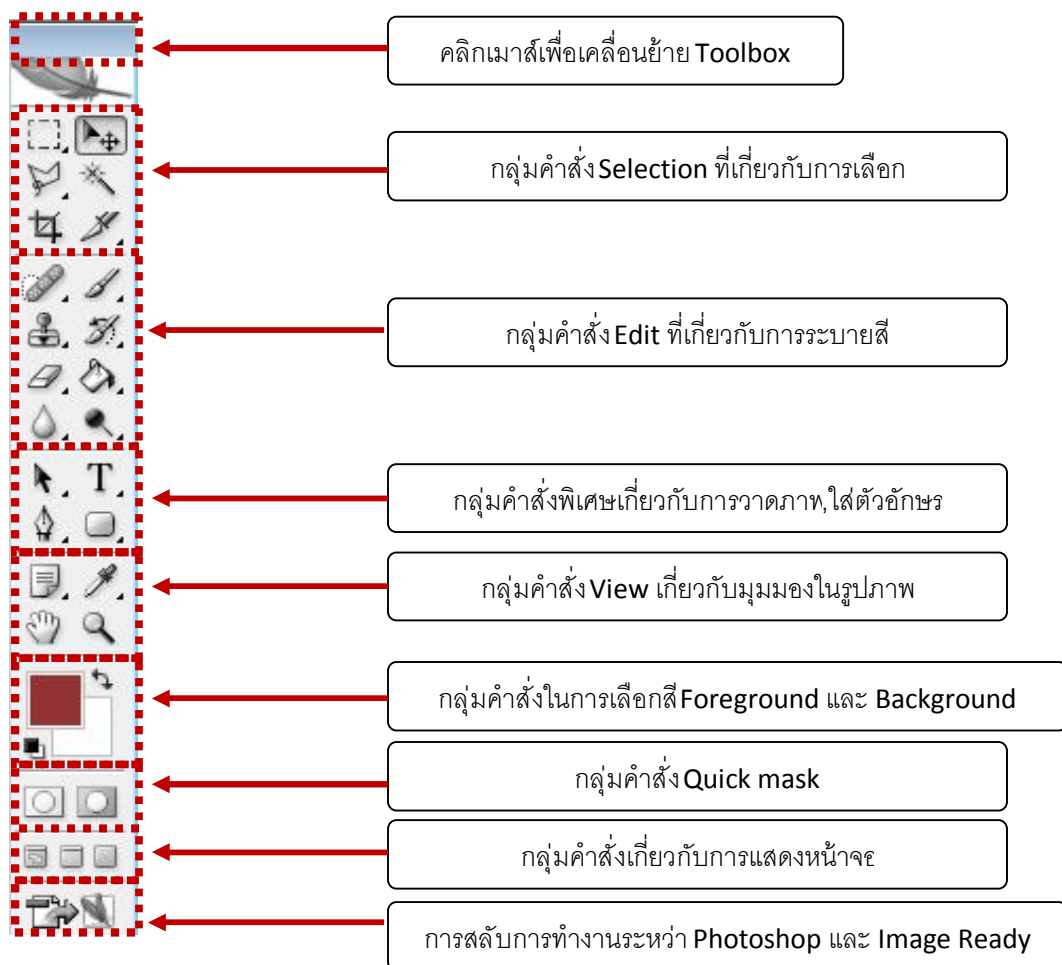 คลิกเมาส์เพื่อเคลื่อนย้าย Toolbox
กลุ่มคำสั่ง Selection ที่เกี่ยวกับการเลือก
กลุ่มคำสั่ง Edit ที่เกี่ยวกับการระบายสี
T
กลุ่มคำสั่งพิเศษเกี่ยวกับการวาดภาพ,ใส่ตัวอักษร
กลุ่มคำสั่ง View เกี่ยวกับมุมมองในรูปภาพ
กลุ่มคำสั่งในการเลือกสี Foreground และ Background
กลุ่มคำสั่ง Quick mask
กลุ่มคำสั่งเกี่ยวกับการแสดงหน้าจอ
การสลับการทำงานระหว่า Photoshop และ Image Ready